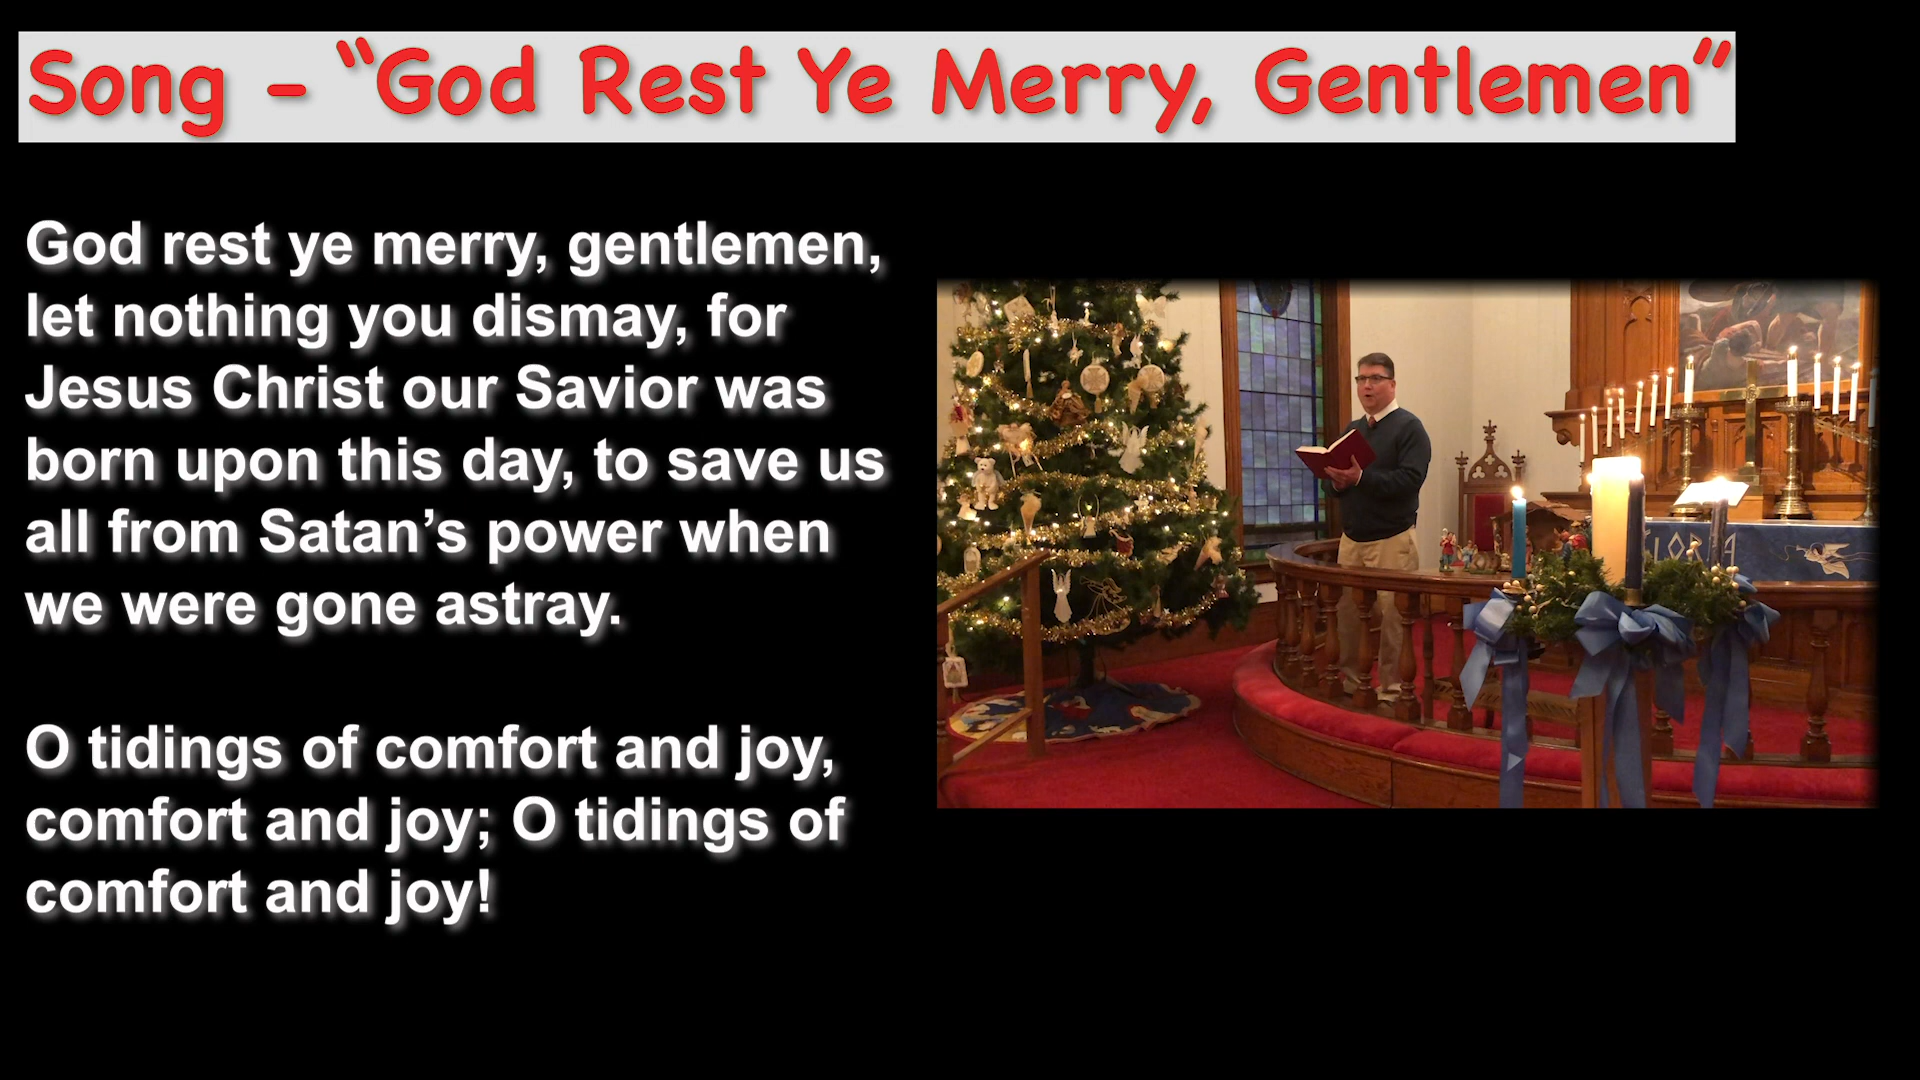 Song - “God Rest Ye Merry, Gentlemen”
God rest ye merry, gentlemen,
let nothing you dismay, for
Jesus Christ our Savior was
born upon this day, to save us
all from Satan’s power when
we were gone astray.
O tidings of comfort and joy,
comfort and joy; O tidings of
comfort and joy!
GLORIA